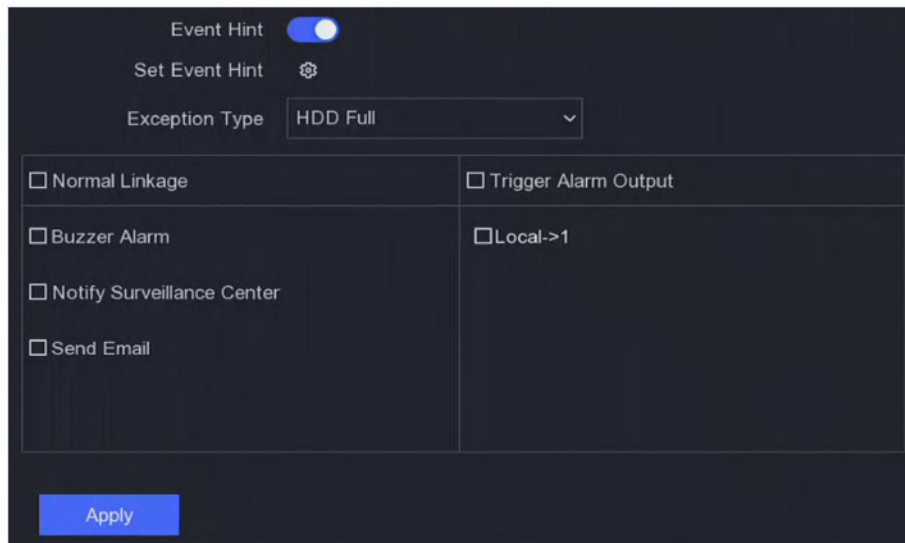 Event Hint
Set Event Hint
Exception Type HDD Full
Normal Linkage Trigger Alarm Output
Buzzer Alarm Local->1
Notify Surveillance Center
Send Email
Apply